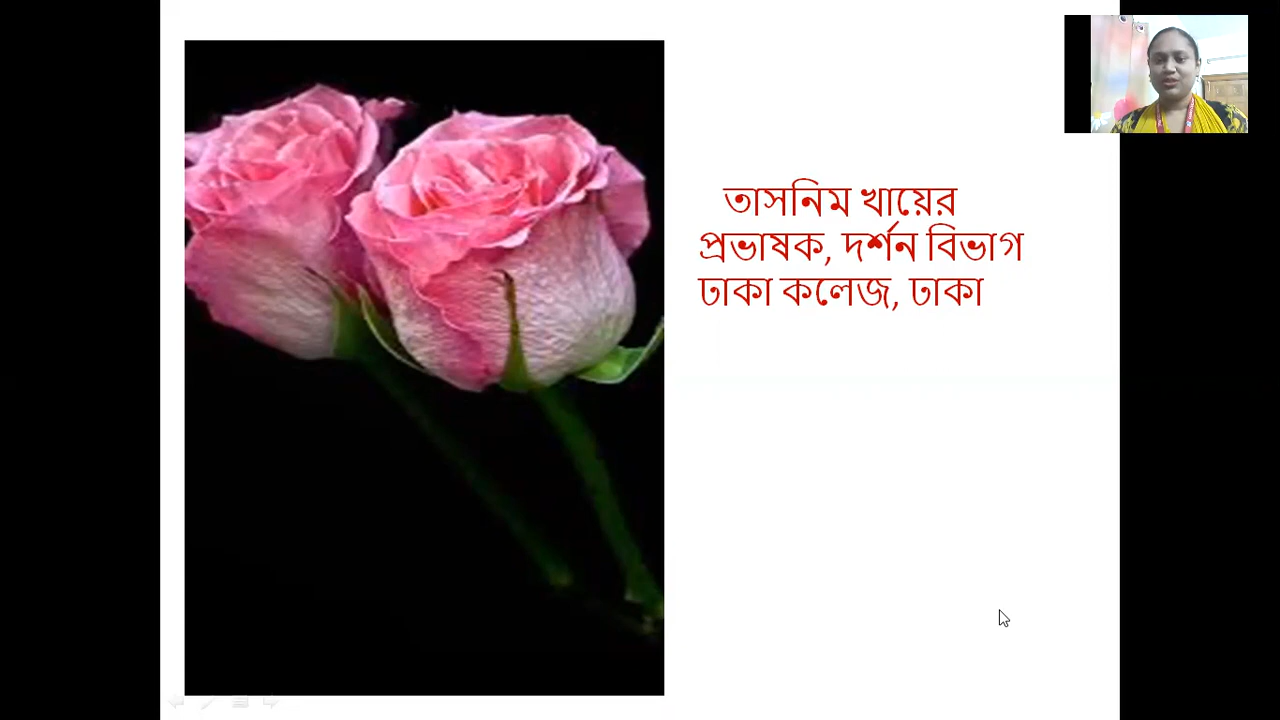 তাসনিম খায়ের
প্রভাষক, দর্শন বিভাগ
ঢাকা কলেজ, ঢাকা